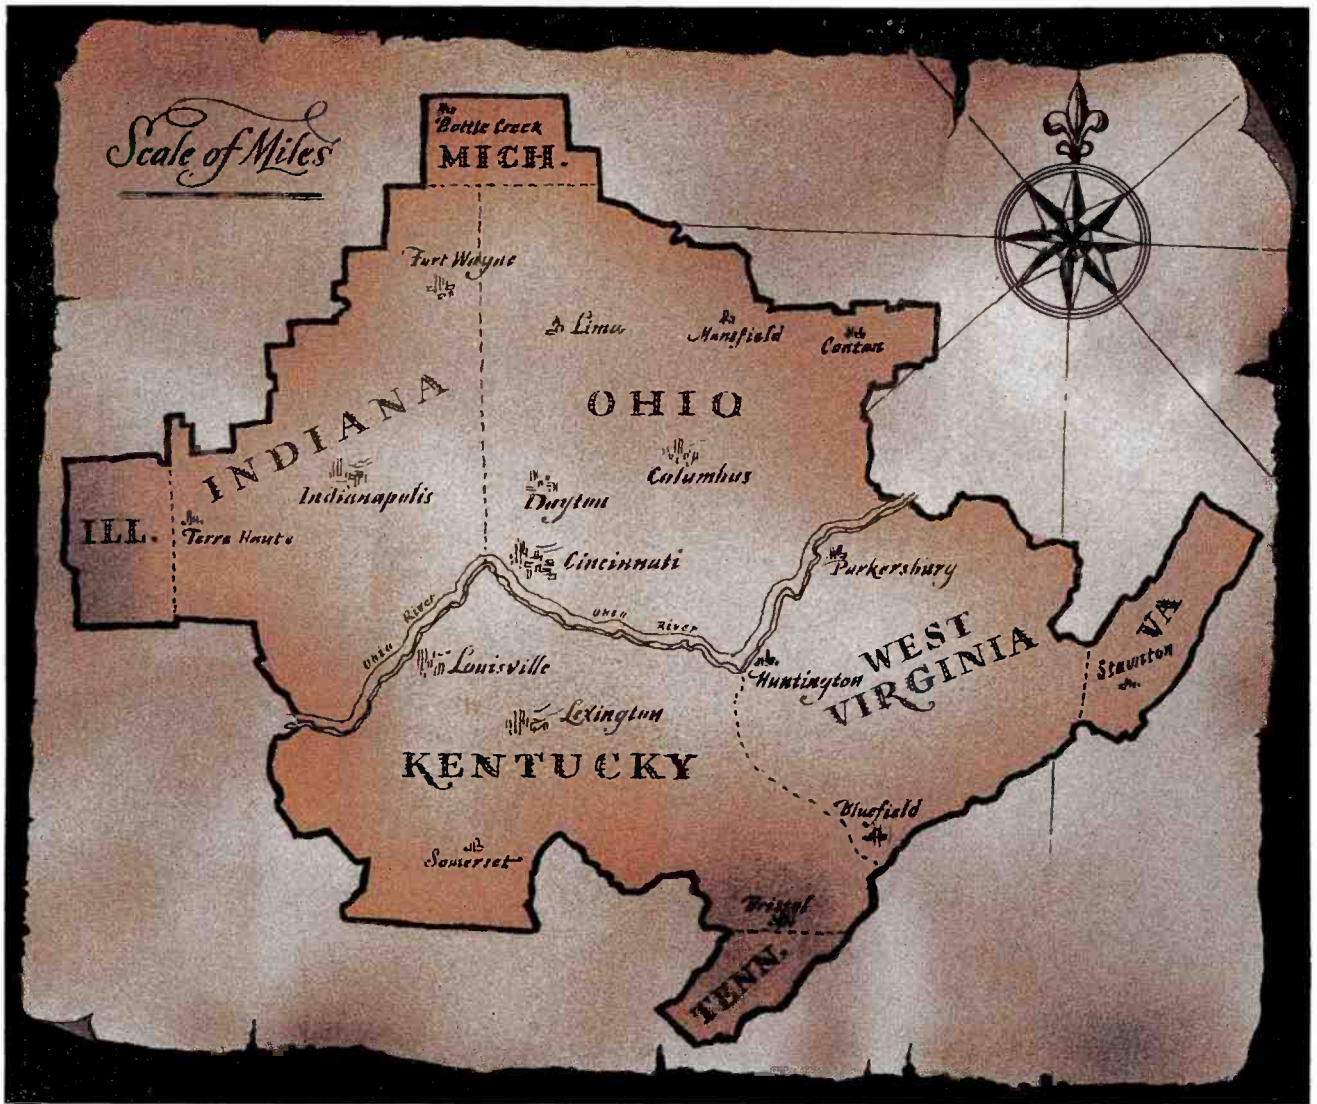 Scale of Miles
Battle Creek
MICH.
Fort Wayne
Lima
Mansfield
Canton
INDIANA
OHIO
Columbus
Indianapolis
Dayton
ILL.
Terre Haute
Cincinnati
Parkersburg
Ohio River
Ohio River
WEST
VIRGINIA
VA
Staunton
Louisville
Huntington
Lexington
KENTUCKY
Bluefield
Somerset
Bristol
TENN.